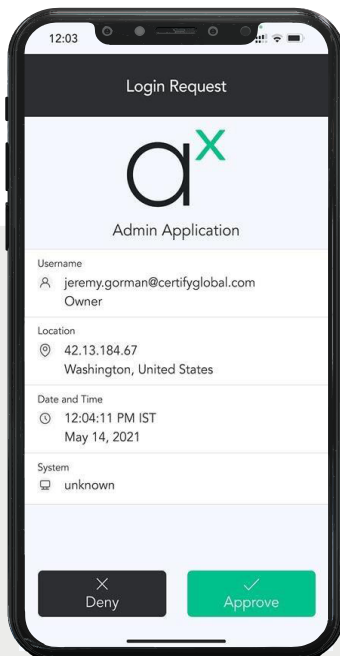 12:03
Login Request
ax
Admin Application
Username
jeremy.gorman@certifyglobal.com
Owner
Location
42.13.184.67
Washington, United States
Date and Time
12:04:11 PM IST
May 14, 2021
System
unknown
Deny
Approve